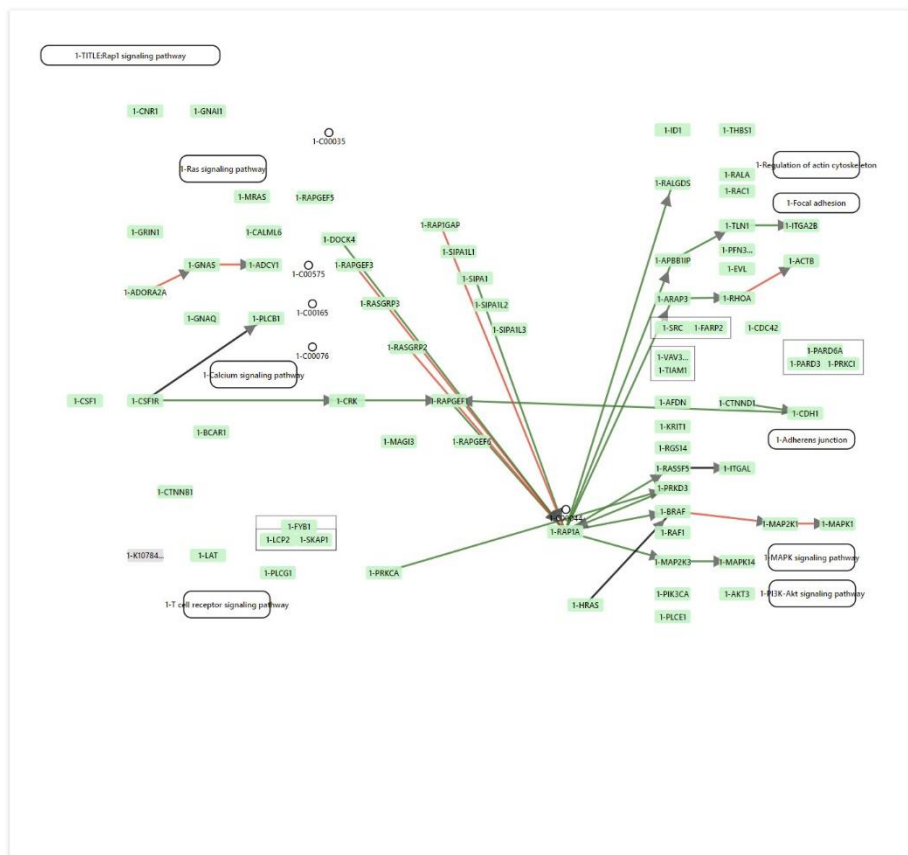 1-TITLE:Rap1 signaling pathway
1-CNR1
1-GNAI1
1-C00035
1-ID1
1-THBS1
1-Ras signaling pathway
1-Regulation of actin cytoskeleton
1-RALGDS
1-RALA
1-RAC1
1-MRAS
1-RAPGEF5
1-Focal adhesion
1-GRIN1
1-CALML6
1-DOCK4
1-RAP1GAP
1-TLN1
1-ITGA2B
1-SIPA1L1
1-PFN3...
1-GNAS
1-ADCY1
1-C00575
1-RAPGEF3
1-SIPA1
1-APBB1IP
1-EVL
1-ACTB
1-ADORA2A
1-C00165
1-RASGRP3
1-SIPA1L2
1-ARAP3
1-RHOA
1-GNAQ
1-PLCB1
1-SIPA1L3
1-SRC
1-FARP2
1-CDC42
1-C00076
1-RASGRP2
1-VAV3...
1-TIAM1
1-PARD6A
1-PARD3
1-PRKCI
1-Calcium signaling pathway
1-CSF1
1-CSF1R
1-CRK
1-RAPGEF1
1-AFDN
1-CTNND1
1-CDH1
1-BCAR1
1-MAGI3
1-RAPGEF6
1-KRIT1
1-Adherens junction
1-RGS14
1-RASSF5
1-ITGAL
1-CTNNB1
1-PRKD3
1-BRAF
1-FYB1
1-LCP2
1-SKAP1
1-RAP1A
1-RAF1
1-MAP2K1
1-MAPK1
1-K10784...
1-LAT
1-MAP2K3
1-MAPK14
1-MAPK signaling pathway
1-PLCG1
1-PRKCA
1-T cell receptor signaling pathway
1-HRAS
1-PIK3CA
1-AKT3
1-PI3K-Akt signaling pathway
1-PLCE1